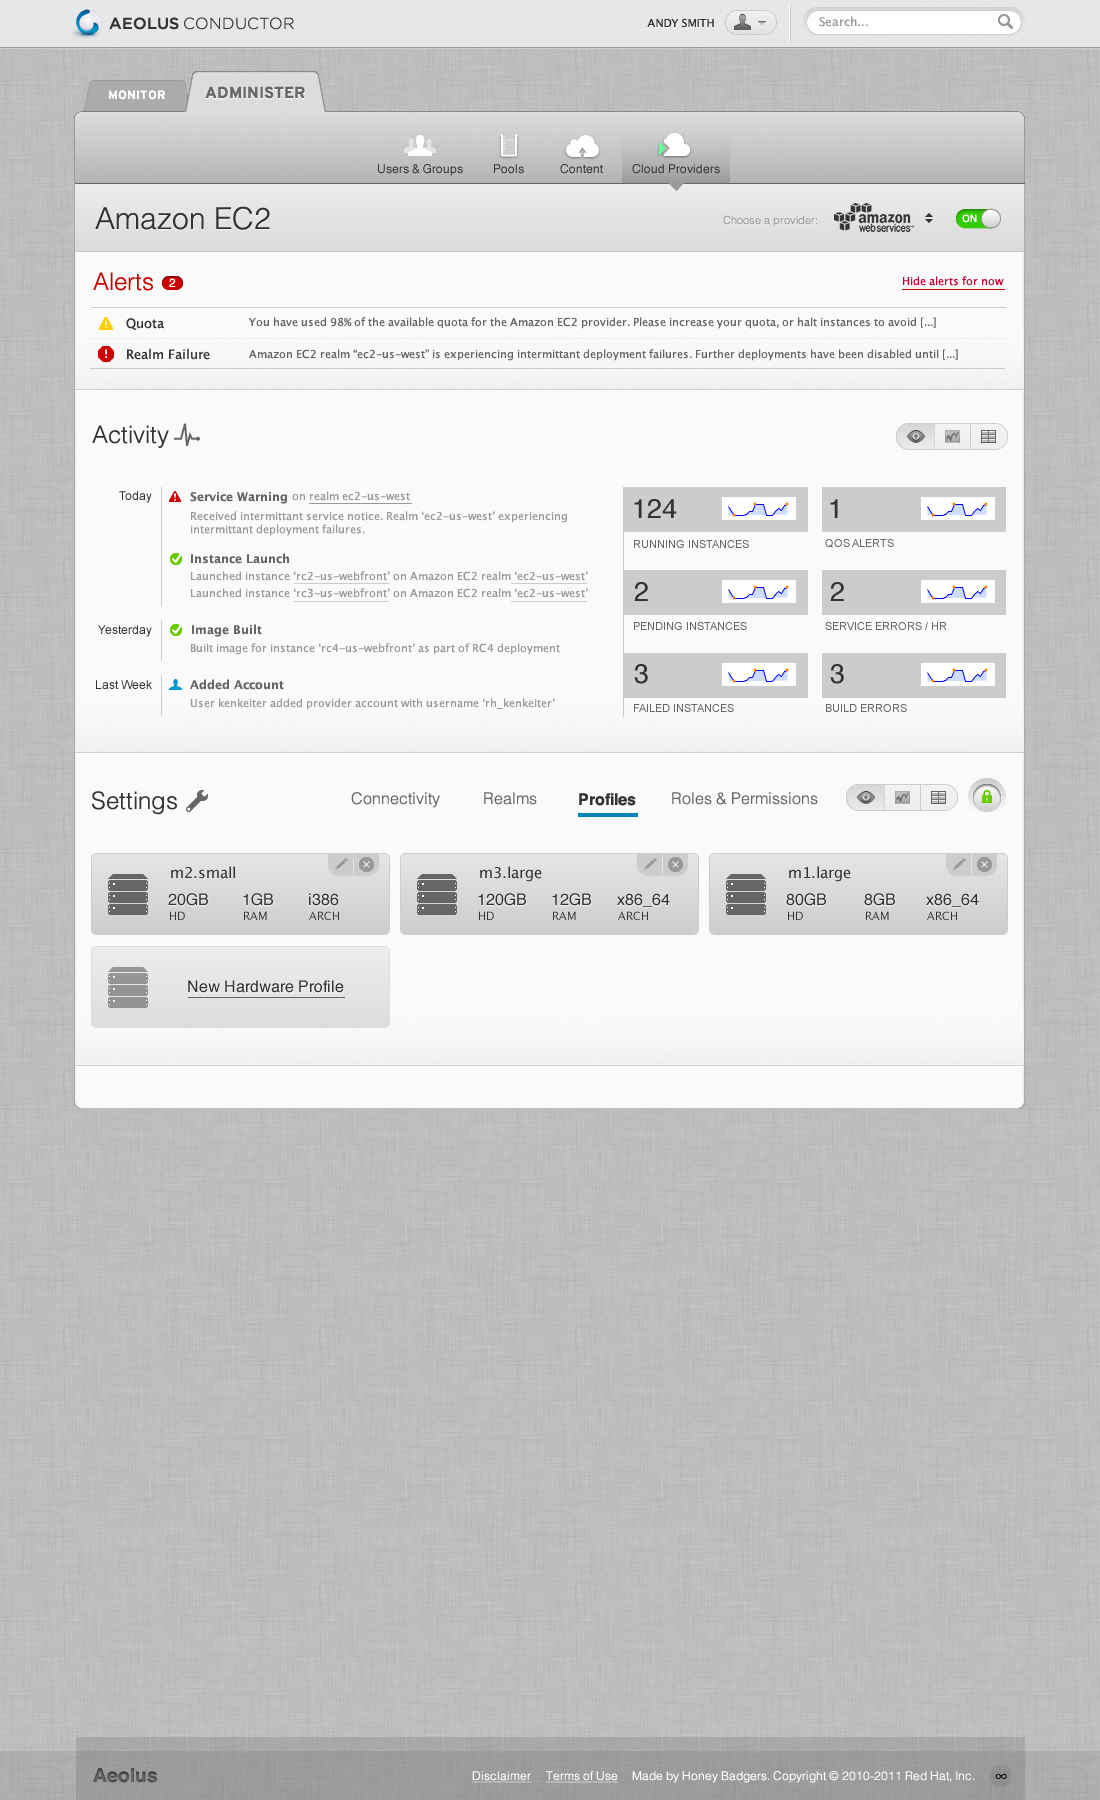 AEOLUS CONDUCTOR
ANDY SMITH
Search...
MONITOR
ADMINISTER
Users & Groups
Pools
Content
Cloud Providers
Amazon EC2
Choose a provider:
amazon
webservices™
ON
Alerts 2
Hide alerts for now
Quota
You have used 98% of the available quota for the Amazon EC2 provider. Please increase your quota, or halt instances to avoid [...]
Realm Failure
Amazon EC2 realm “ec2-us-west” is experiencing intermittant deployment failures. Further deployments have been disabled until [...]
Activity
Today
Service Warning on realm ec2-us-west
Received intermittant service notice. Realm ‘ec2-us-west’ experiencing
intermittant deployment failures.
Instance Launch
Launched instance ‘rc2-us-webfront’ on Amazon EC2 realm ‘ec2-us-west’
Launched instance ‘rc3-us-webfront’ on Amazon EC2 realm ‘ec2-us-west’
Yesterday
Image Built
Built image for instance ‘rc4-us-webfront’ as part of RC4 deployment
Last Week
Added Account
User kenkeiter added provider account with username ‘rh_kenkeiter’
124
RUNNING INSTANCES
1
QOS ALERTS
2
PENDING INSTANCES
2
SERVICE ERRORS / HR
3
FAILED INSTANCES
3
BUILD ERRORS
Settings
Connectivity
Realms
Profiles
Roles & Permissions
m2.small
20GB 1GB i386
HD RAM ARCH
m3.large
120GB 12GB x86_64
HD RAM ARCH
m1.large
80GB 8GB x86_64
HD RAM ARCH
New Hardware Profile
Aeolus
Disclaimer
Terms of Use
Made by Honey Badgers. Copyright © 2010-2011 Red Hat, Inc.